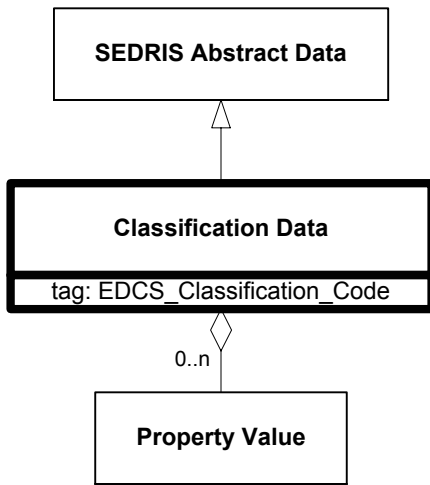 SEDRIS Abstract Data
Classification Data
tag: EDCS_Classification_Code
0..n
Property Value